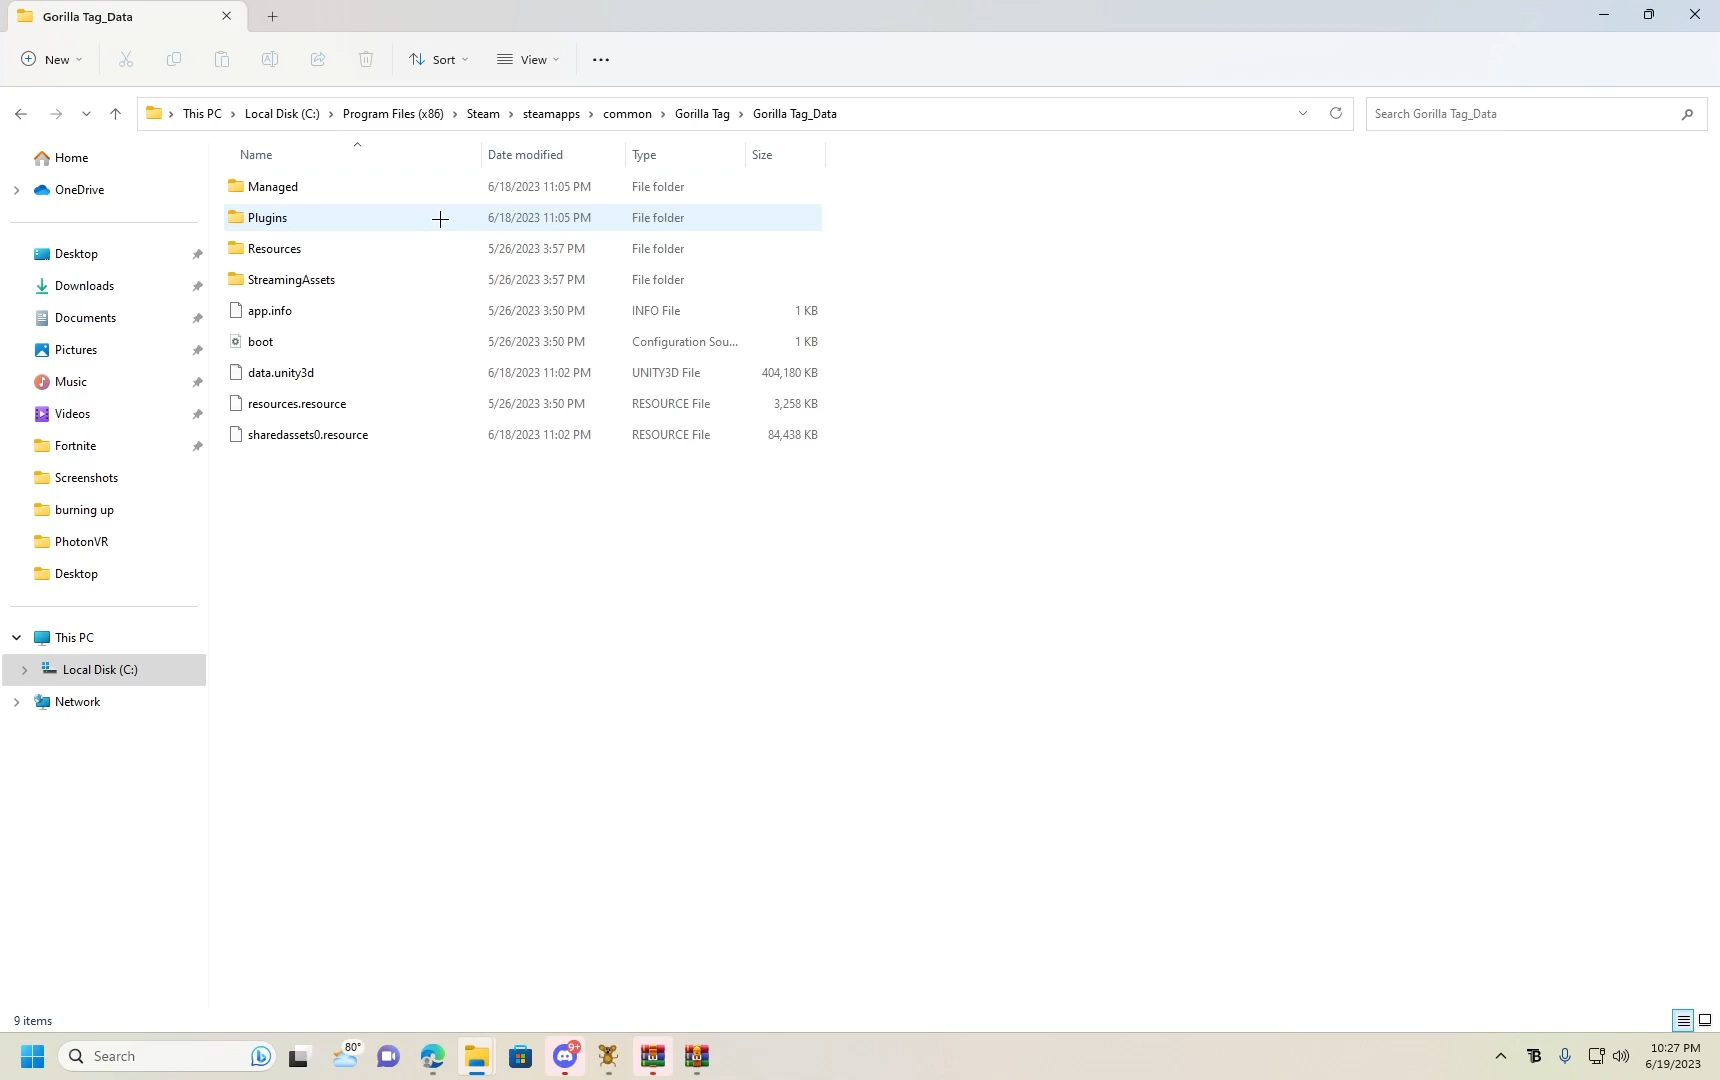 Gorilla Tag_Data
New
Sort
View
This PC > Local Disk (C:) > Program Files (x86) > Steam > steamapps > common > Gorilla Tag > Gorilla Tag_Data
Search Gorilla Tag_Data
Home
OneDrive
Desktop
Downloads
Documents
Pictures
Music
Videos
Fortnite
Screenshots
burning up
PhotonVR
Desktop
This PC
Local Disk (C:)
Network
Name Date modified Type Size
Managed 6/18/2023 11:05 PM File folder
Plugins 6/18/2023 11:05 PM File folder
Resources 5/26/2023 3:57 PM File folder
StreamingAssets 5/26/2023 3:57 PM File folder
app.info 5/26/2023 3:50 PM INFO File 1 KB
boot 5/26/2023 3:50 PM Configuration Sou... 1 KB
data.unity3d 6/18/2023 11:02 PM UNITY3D File 404,180 KB
resources.resource 5/26/2023 3:50 PM RESOURCE File 3,258 KB
sharedassets0.resource 6/18/2023 11:02 PM RESOURCE File 84,438 KB
9 items
Search
80°
9+
10:27 PM
6/19/2023